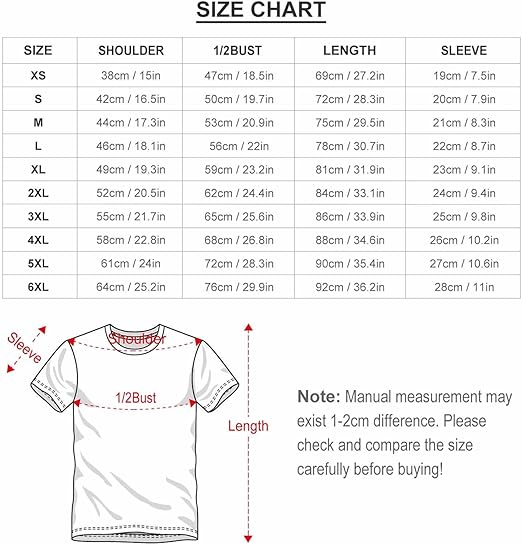 SIZE CHART
SIZE SHOULDER 1/2BUST LENGTH SLEEVE
XS 38cm / 15in 47cm / 18.5in 69cm / 27.2in 19cm / 7.5in
S 42cm / 16.5in 50cm / 19.7in 72cm / 28.3in 20cm / 7.9in
M 44cm / 17.3in 53cm / 20.9in 75cm / 29.5in 21cm / 8.3in
L 46cm / 18.1in 56cm / 22in 78cm / 30.7in 22cm / 8.7in
XL 49cm / 19.3in 59cm / 23.2in 81cm / 31.9in 23cm / 9.1in
2XL 52cm / 20.5in 62cm / 24.4in 84cm / 33.1in 24cm / 9.4in
3XL 55cm / 21.7in 65cm / 25.6in 86cm / 33.9in 25cm / 9.8in
4XL 58cm / 22.8in 68cm / 26.8in 88cm / 34.6in 26cm / 10.2in
5XL 61cm / 24in 72cm / 28.3in 90cm / 35.4in 27cm / 10.6in
6XL 64cm / 25.2in 76cm / 29.9in 92cm / 36.2in 28cm / 11in
Sleeve
Shoulder
1/2Bust
Length
Note: Manual measurement may
exist 1-2cm difference. Please
check and compare the size
carefully before buying!